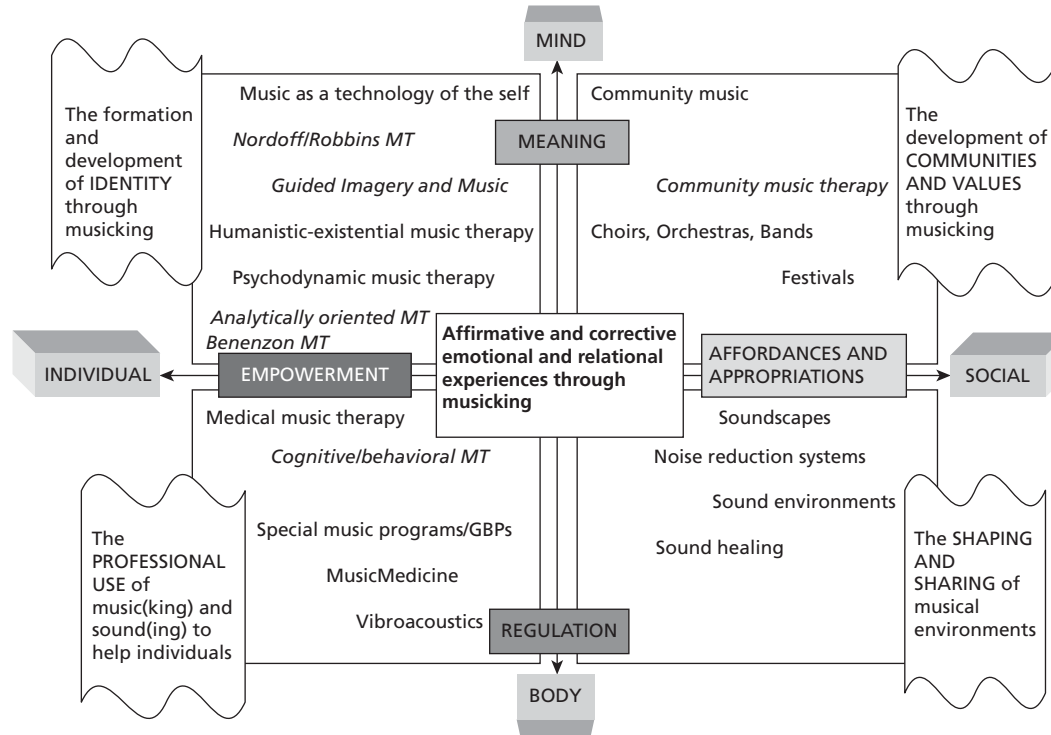 MIND
The formation
and
development
of IDENTITY
through
musicking
Music as a technology of the self
Nordoff/Robbins MT
Guided Imagery and Music
Humanistic-existential music therapy
Psychodynamic music therapy
Analytically oriented MT
Benenzon MT
MEANING
Community music
Community music therapy
Choirs, Orchestras, Bands
Festivals
The
development of
COMMUNITIES
AND VALUES
through
musicking
INDIVIDUAL
EMPOWERMENT
Affirmative and corrective
emotional and relational
experiences through
musicking
AFFORDANCES AND
APPROPRIATIONS
SOCIAL
The
PROFESSIONAL
USE of
music(king) and
sound(ing) to
help individuals
Medical music therapy
Cognitive/behavioral MT
Special music programs/GBPs
MusicMedicine
Vibroacoustics
REGULATION
Soundscapes
Noise reduction systems
Sound environments
Sound healing
The SHAPING
AND
SHARING of
musical
environments
BODY